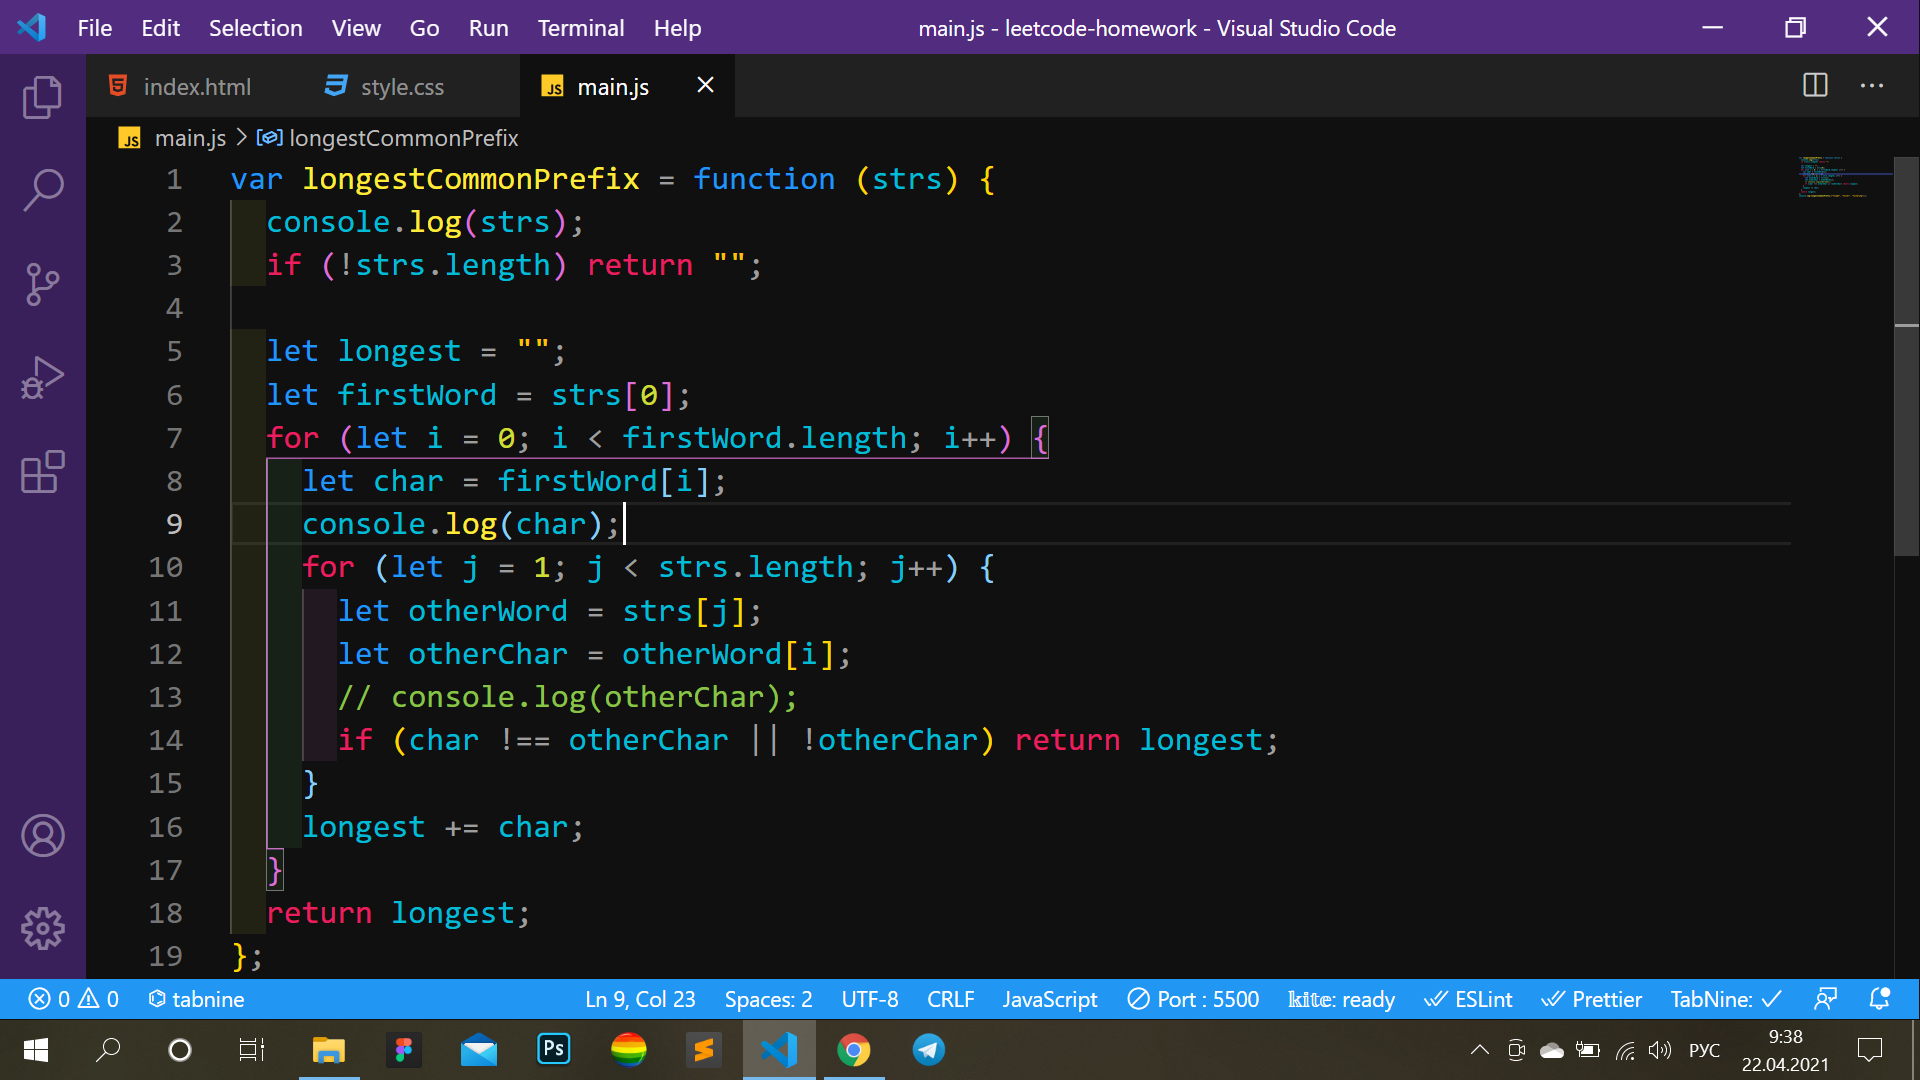 File Edit Selection View Go Run Terminal Help main.js - leetcode-homework - Visual Studio Code
index.html style.css JS main.js
JS main.js > longestCommonPrefix
1 var longestCommonPrefix = function (strs) {
2 console.log(strs);
3 if (!strs.length) return "";
4
5 let longest = "";
6 let firstWord = strs[0];
7 for (let i = 0; i < firstWord.length; i++) {
8 let char = firstWord[i];
9 console.log(char);
10 for (let j = 1; j < strs.length; j++) {
11 let otherWord = strs[j];
12 let otherChar = otherWord[i];
13 // console.log(otherChar);
14 if (char !== otherChar || !otherChar) return longest;
15 }
16 longest += char;
17 }
18 return longest;
19 };
0 0 tabnine Ln 9, Col 23 Spaces: 2 UTF-8 CRLF JavaScript Port : 5500 kite: ready ESLint Prettier TabNine:
Ps РУС 9:38
22.04.2021